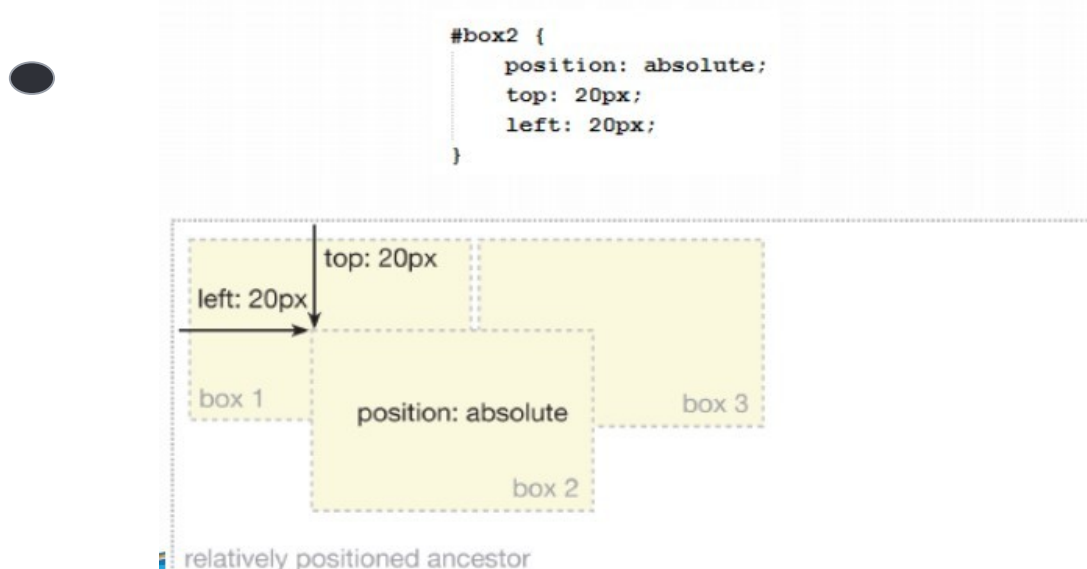 #box2 {
position: absolute;
top: 20px;
left: 20px;
}
top: 20px
left: 20px
box 1
position: absolute
box 3
box 2
relatively positioned ancestor